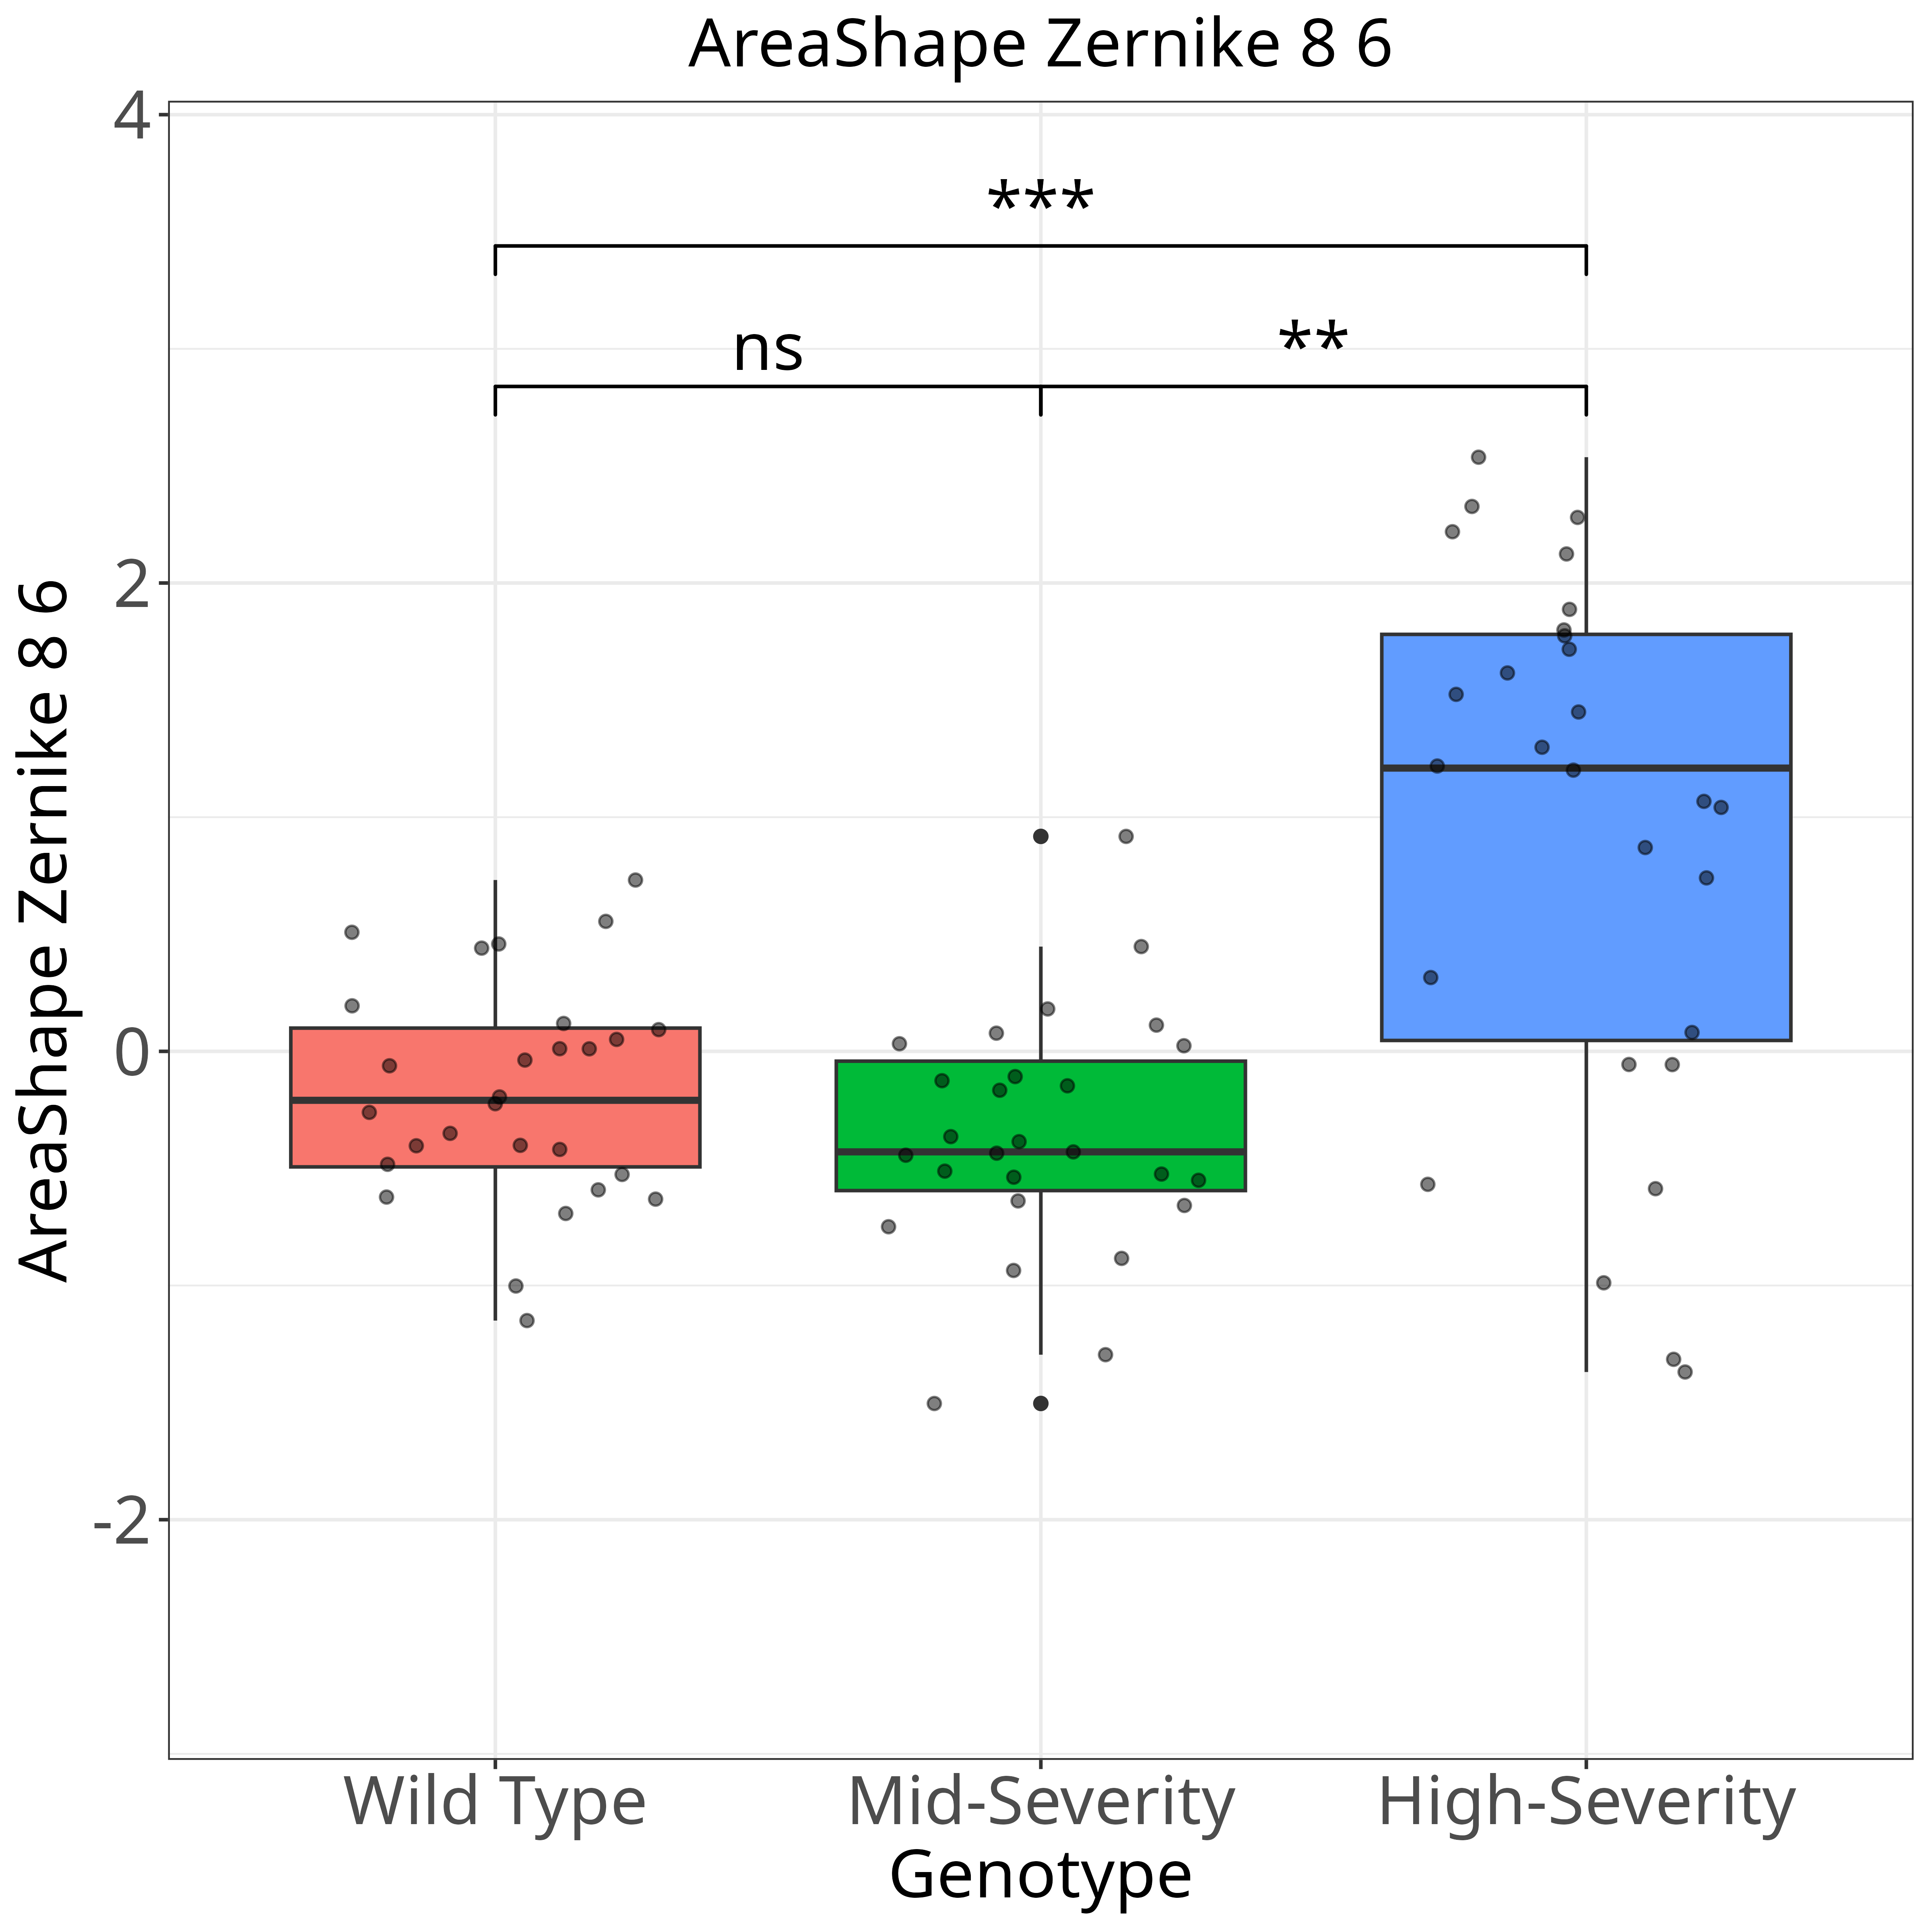 AreaShape Zernike 8 6
4
***
ns
**
2
0
-2
AreaShape Zernike 8 6
Wild Type
Mid-Severity
High-Severity
Genotype